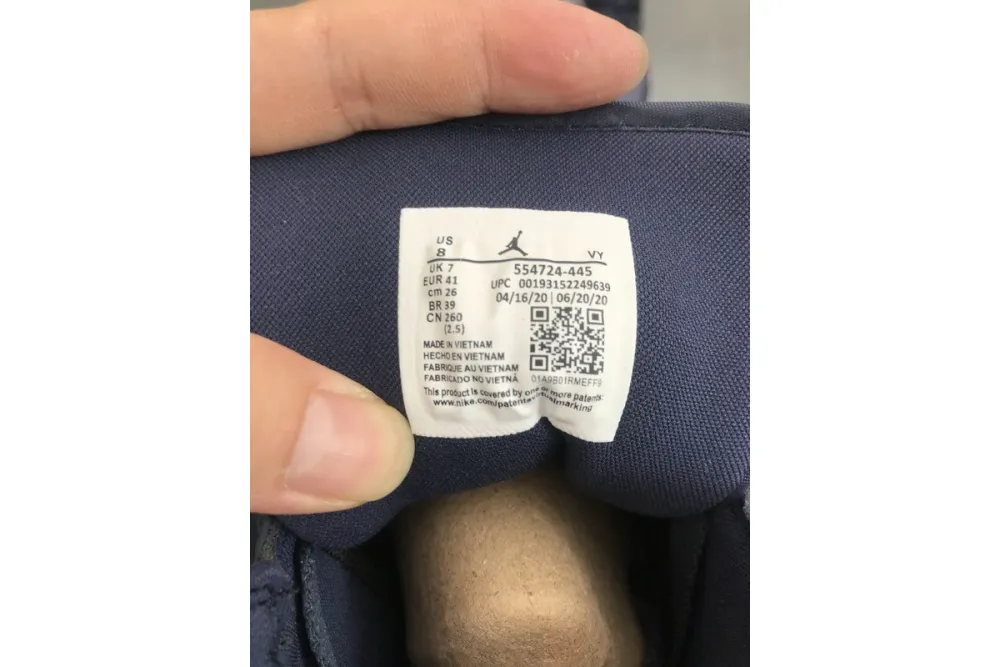 US
8
VY
UK 7
EUR 41
cm 26
BR 39
CN 260
(2.5)
554724-445
UPC 00193152249639
04/16/20 | 06/20/20
MADE IN VIETNAM
HECHO EN VIETNAM
FABRIQUE AU VIETNAM
FABRICADO NO VIETNÃ
01A9B01RMEFF9
This product is covered by one or more patents: